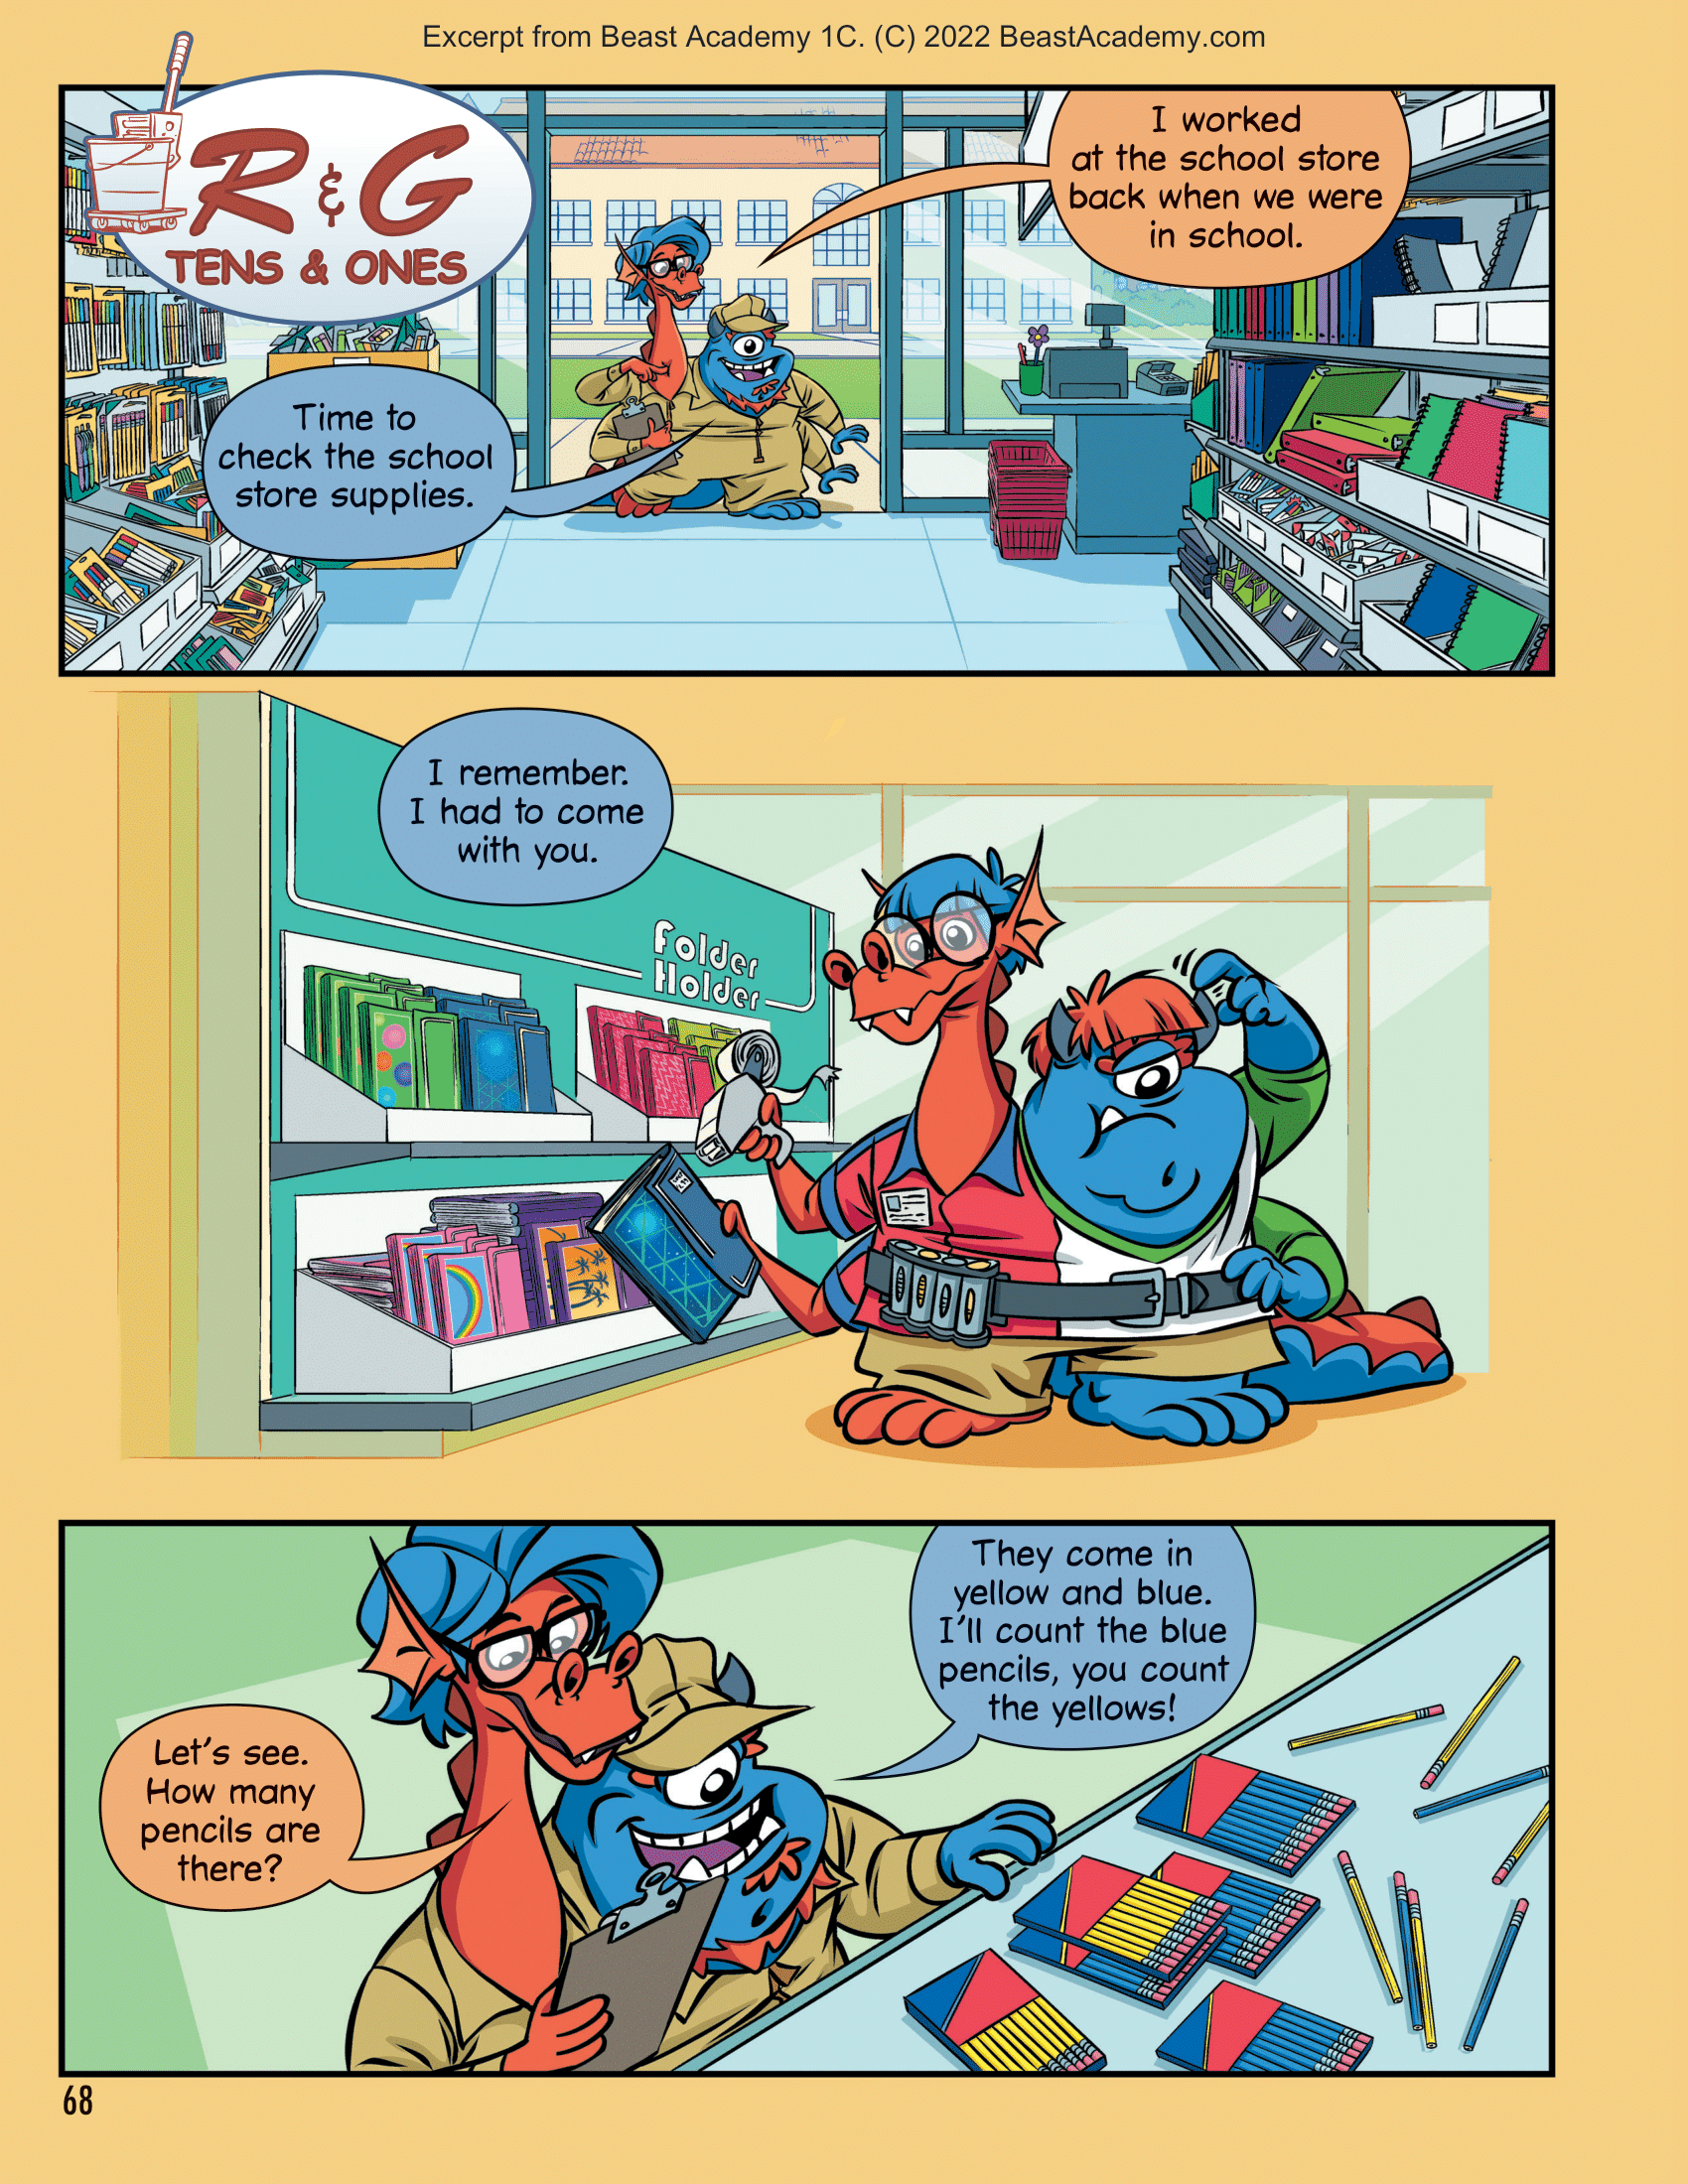 Excerpt from Beast Academy 1C. (C) 2022 BeastAcademy.com
R & G
TENS & ONES
I worked
at the school store
back when we were
in school.
Time to
check the school
store supplies.
I remember.
I had to come
with you.
Folder
Holder
Let's see.
How many
pencils are
there?
They come in
yellow and blue.
I'll count the blue
pencils, you count
the yellows!
68